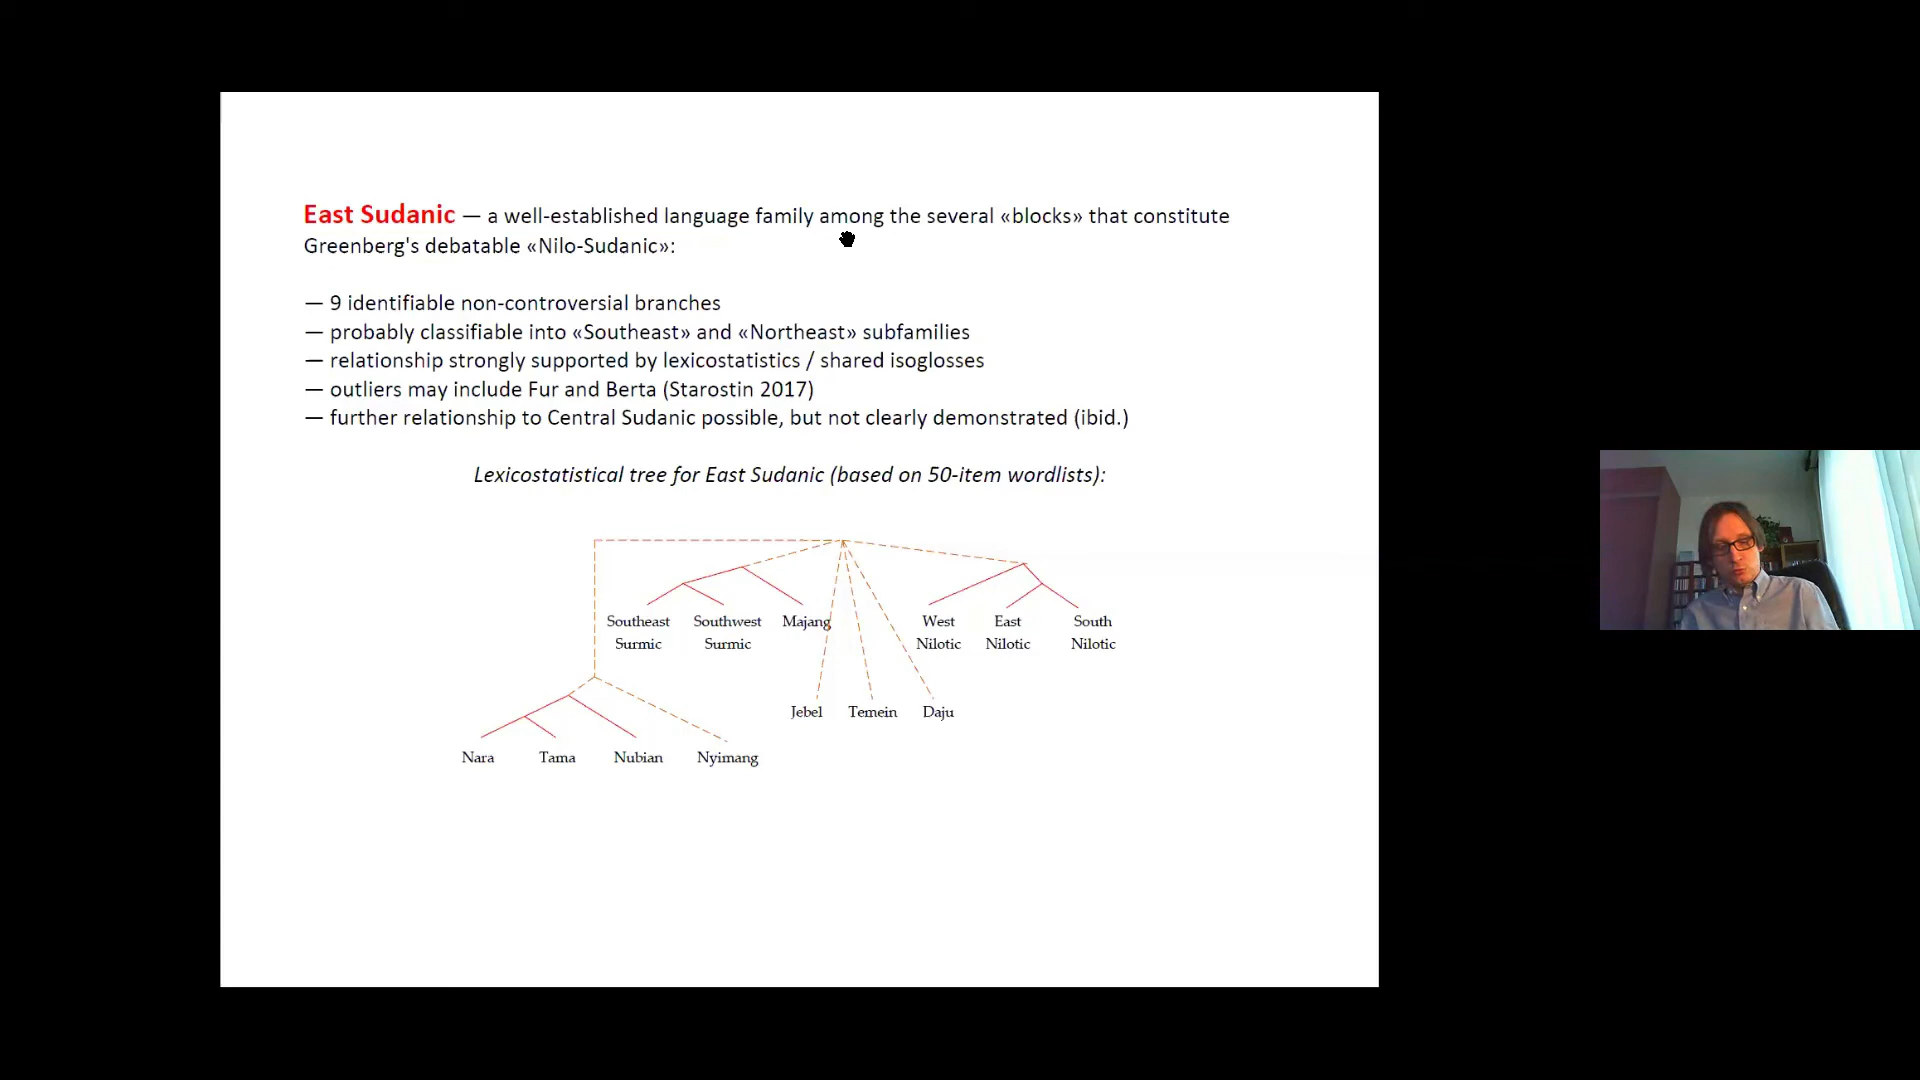 East Sudanic — a well-established language family among the several «blocks» that constitute
Greenberg's debatable «Nilo-Sudanic»:
— 9 identifiable non-controversial branches
— probably classifiable into «Southeast» and «Northeast» subfamilies
— relationship strongly supported by lexicostatistics / shared isoglosses
— outliers may include Fur and Berta (Starostin 2017)
— further relationship to Central Sudanic possible, but not clearly demonstrated (ibid.)
Lexicostatistical tree for East Sudanic (based on 50-item wordlists):
Southeast Surmic
Southwest Surmic
Majang
West Nilotic
East Nilotic
South Nilotic
Jebel
Temein
Daju
Nara
Tama
Nubian
Nyimang